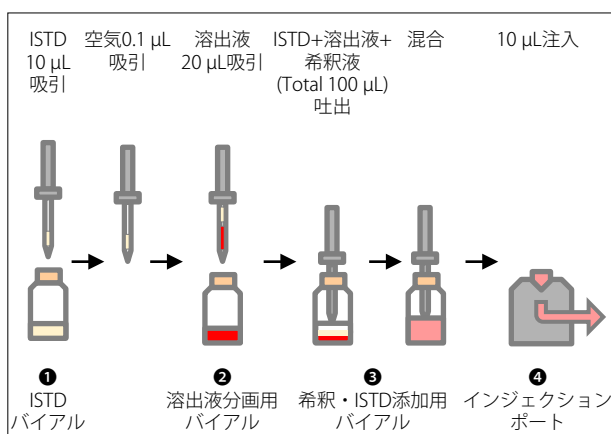 ISTD
10 µL
吸引
空気0.1 µL
吸引
溶出液
20 µL吸引
ISTD+溶出液+
希釈液
(Total 100 µL)
吐出
混合
10 µL注入
❶
ISTD
バイアル
❷
溶出液分画用
バイアル
❸
希釈・ISTD添加用
バイアル
❹
インジェクション
ポート